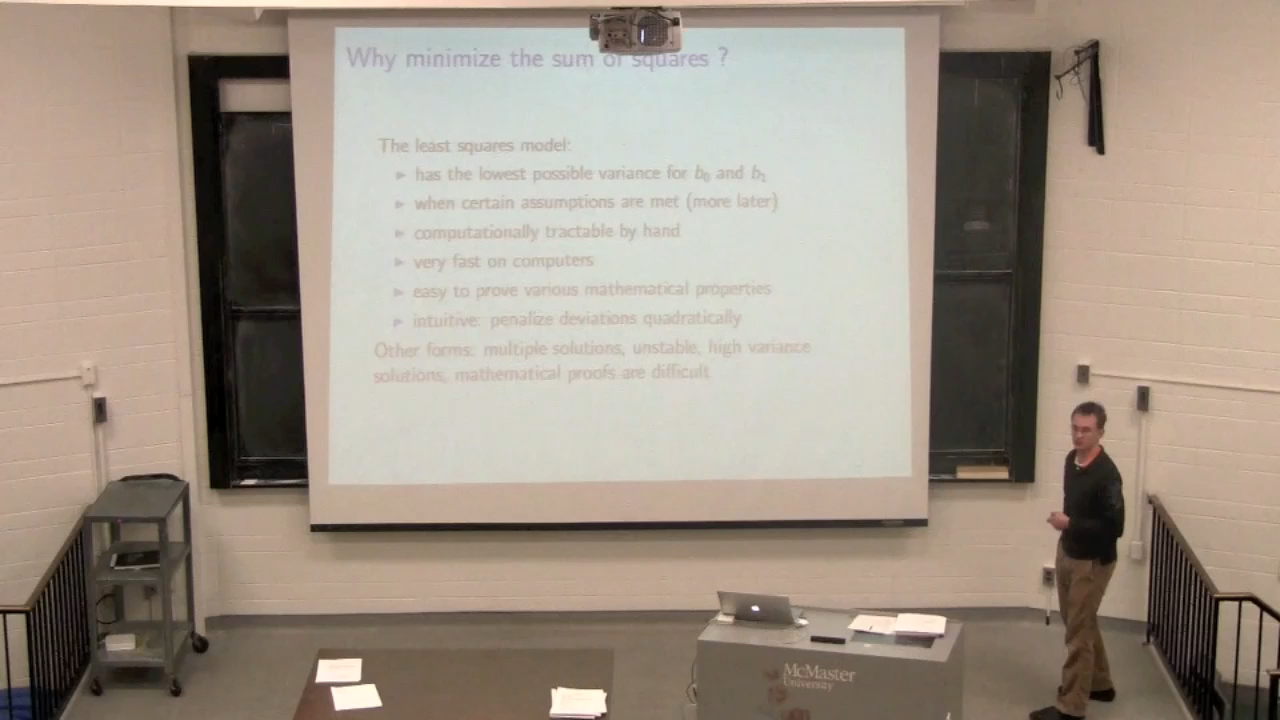 Why minimize the sum of squares ?
The least squares model:
▸ has the lowest possible variance for b₀ and b₁
▸ when certain assumptions are met (more later)
▸ computationally tractable by hand
▸ very fast on computers
▸ easy to prove various mathematical properties
▸ intuitive: penalize deviations quadratically
Other forms: multiple solutions, unstable, high variance
solutions, mathematical proofs are difficult
McMaster
University